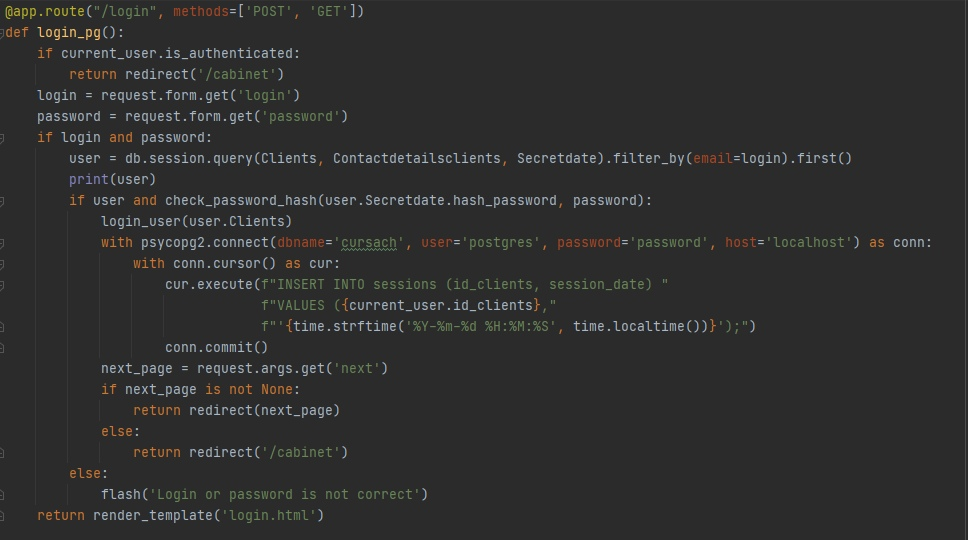 @app.route("/login", methods=['POST', 'GET'])
def login_pg():
    if current_user.is_authenticated:
        return redirect('/cabinet')
    login = request.form.get('login')
    password = request.form.get('password')
    if login and password:
        user = db.session.query(Clients, Contactdetailsclients, Secretdate).filter_by(email=login).first()
        print(user)
        if user and check_password_hash(user.Secretdate.hash_password, password):
            login_user(user.Clients)
            with psycopg2.connect(dbname='cursach', user='postgres', password='password', host='localhost') as conn:
                with conn.cursor() as cur:
                    cur.execute(f"INSERT INTO sessions (id_clients, session_date) "
                                f"VALUES ({current_user.id_clients},"
                                f"'{time.strftime('%Y-%m-%d %H:%M:%S', time.localtime())}');")
                    conn.commit()
            next_page = request.args.get('next')
            if next_page is not None:
                return redirect(next_page)
            else:
                return redirect('/cabinet')
        else:
            flash('Login or password is not correct')
    return render_template('login.html')